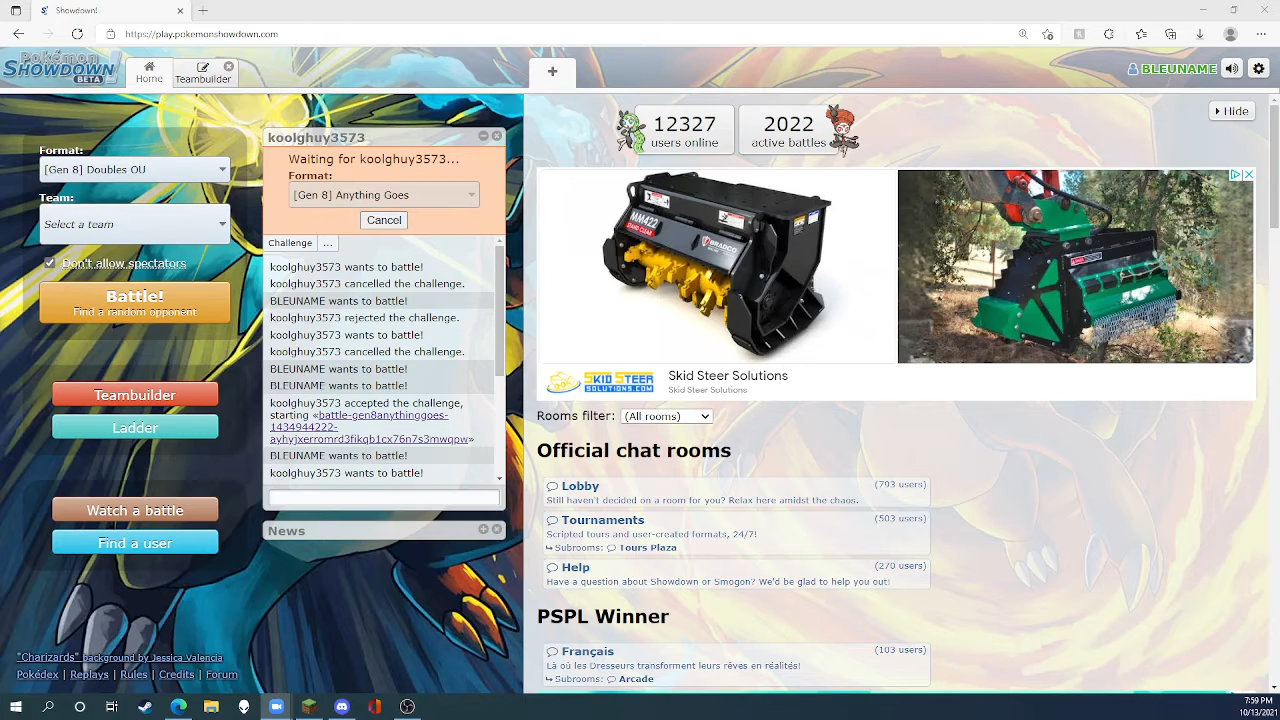 Showdown!
https://play.pokemonshowdown.com
Pokémon
SHOWDOWN!
BETA
Home
Teambuilder
BLEUNAME
Format:
[Gen 8] Doubles OU
Team:
Select a team
Don't allow spectators
Battle!
Find a random opponent
Teambuilder
Ladder
Watch a battle
Find a user
"Charizards" background by Jessica Valencia
Pokédex | Replays | Rules | Credits | Forum
koolghuy3573
Waiting for koolghuy3573...
Format:
[Gen 8] Anything Goes
Cancel
Challenge
...
koolghuy3573 wants to battle!
koolghuy3573 cancelled the challenge.
BLEUNAME wants to battle!
koolghuy3573 rejected the challenge.
koolghuy3573 wants to battle!
koolghuy3573 cancelled the challenge.
BLEUNAME wants to battle!
BLEUNAME wants to battle!
koolghuy3573 accepted the challenge,
starting «battle-gen8anythinggoes-
1434944222-
ayhyjxerromrd3fikqb1cx76n7s3mwqpw»
BLEUNAME wants to battle!
koolghuy3573 wants to battle!
News
12327
users online
2022
active battles
Hide
MM422
BRADCO
Skid Steer Solutions
SKID STEER
SOLUTIONS.COM
Skid Steer Solutions
Rooms filter: (All rooms)
Official chat rooms
Lobby (793 users)
Still haven't decided on a room for you? Relax here amidst the chaos.
Tournaments (503 users)
Scripted tours and user-created formats, 24/7!
Subrooms: Tours Plaza
Help (270 users)
Have a question about Showdown or Smogon? We'd be glad to help you out!
PSPL Winner
Français (103 users)
Là où les Dresseurs transforment leurs rêves en réalités!
Subrooms: Arcade
7:59 PM
10/13/2021